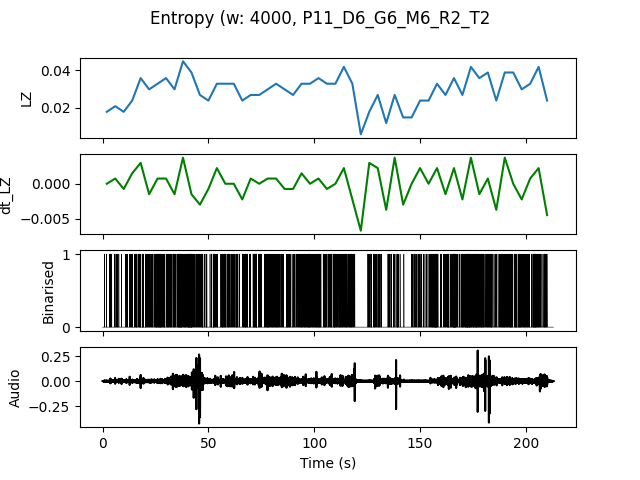 Entropy (w: 4000, P11_D6_G6_M6_R2_T2
0.04
0.02
LZ
0.000
−0.005
dt_LZ
1
0
Binarised
0.25
0.00
−0.25
Audio
0
50
100
150
200
Time (s)